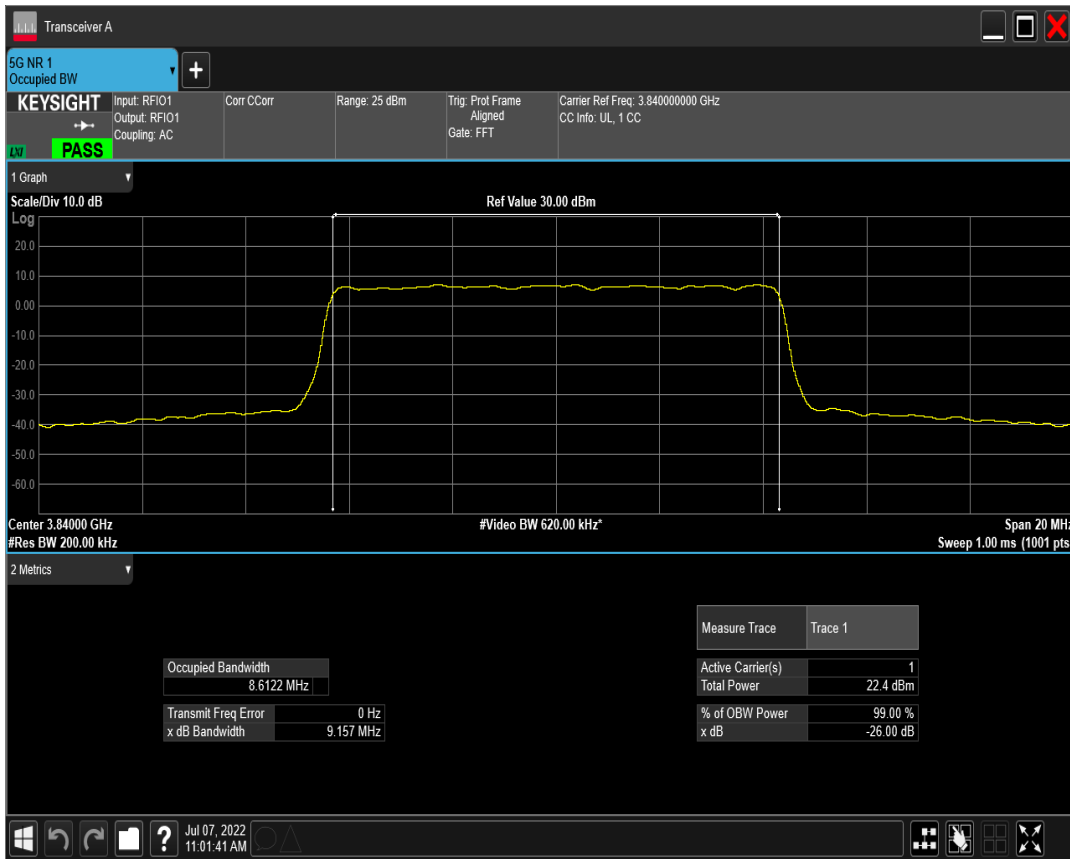 Transceiver A
5G NR 1
Occupied BW
+
KEYSIGHT
LXI
PASS
Input: RFIO1
Output: RFIO1
Coupling: AC
Corr CCorr
Range: 25 dBm
Trig: Prot Frame
Aligned
Gate: FFT
Carrier Ref Freq: 3.840000000 GHz
CC Info: UL, 1 CC
1 Graph
Scale/Div 10.0 dB
Ref Value 30.00 dBm
Log
20.0
10.0
0.00
-10.0
-20.0
-30.0
-40.0
-50.0
-60.0
Center 3.84000 GHz
#Video BW 620.00 kHz*
Span 20 MHz
#Res BW 200.00 kHz
Sweep 1.00 ms (1001 pts
2 Metrics
Measure Trace Trace 1
Occupied Bandwidth
8.6122 MHz
Active Carrier(s) 1
Total Power 22.4 dBm
Transmit Freq Error 0 Hz
x dB Bandwidth 9.157 MHz
% of OBW Power 99.00 %
x dB -26.00 dB
?
Jul 07, 2022
11:01:41 AM